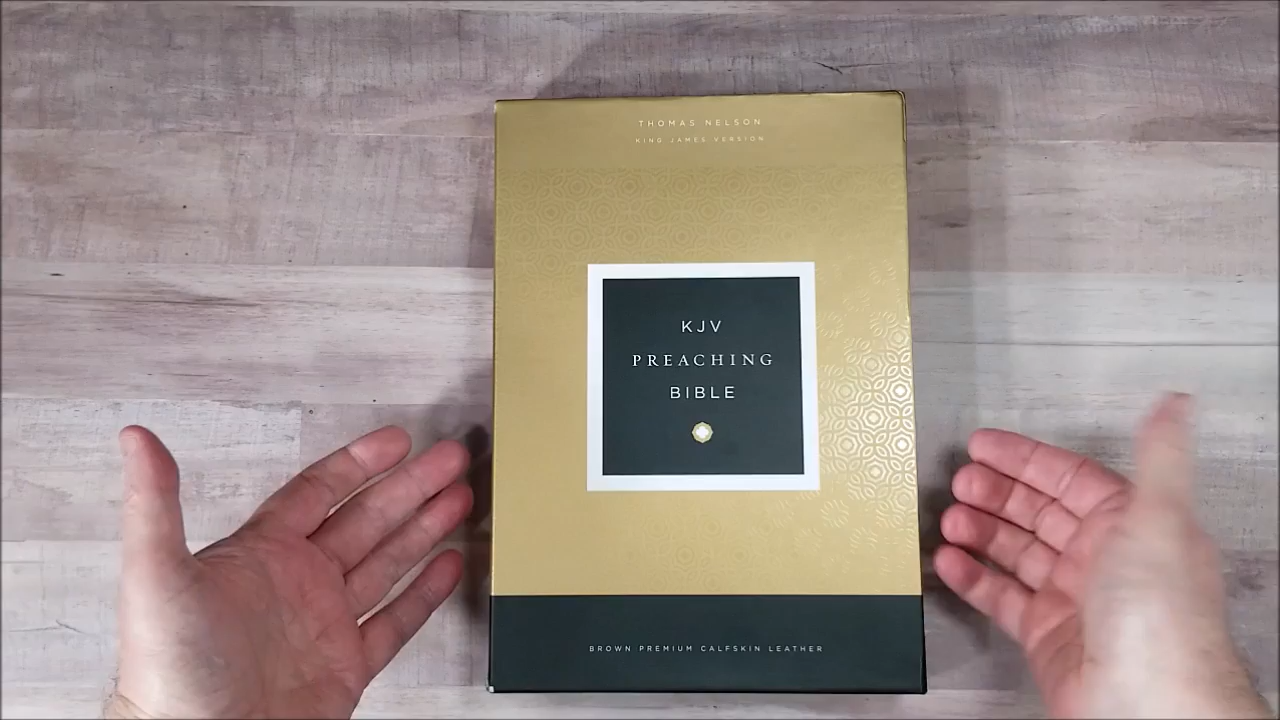 THOMAS NELSON
KING JAMES VERSION
KJV
PREACHING
BIBLE
BROWN PREMIUM CALFSKIN LEATHER